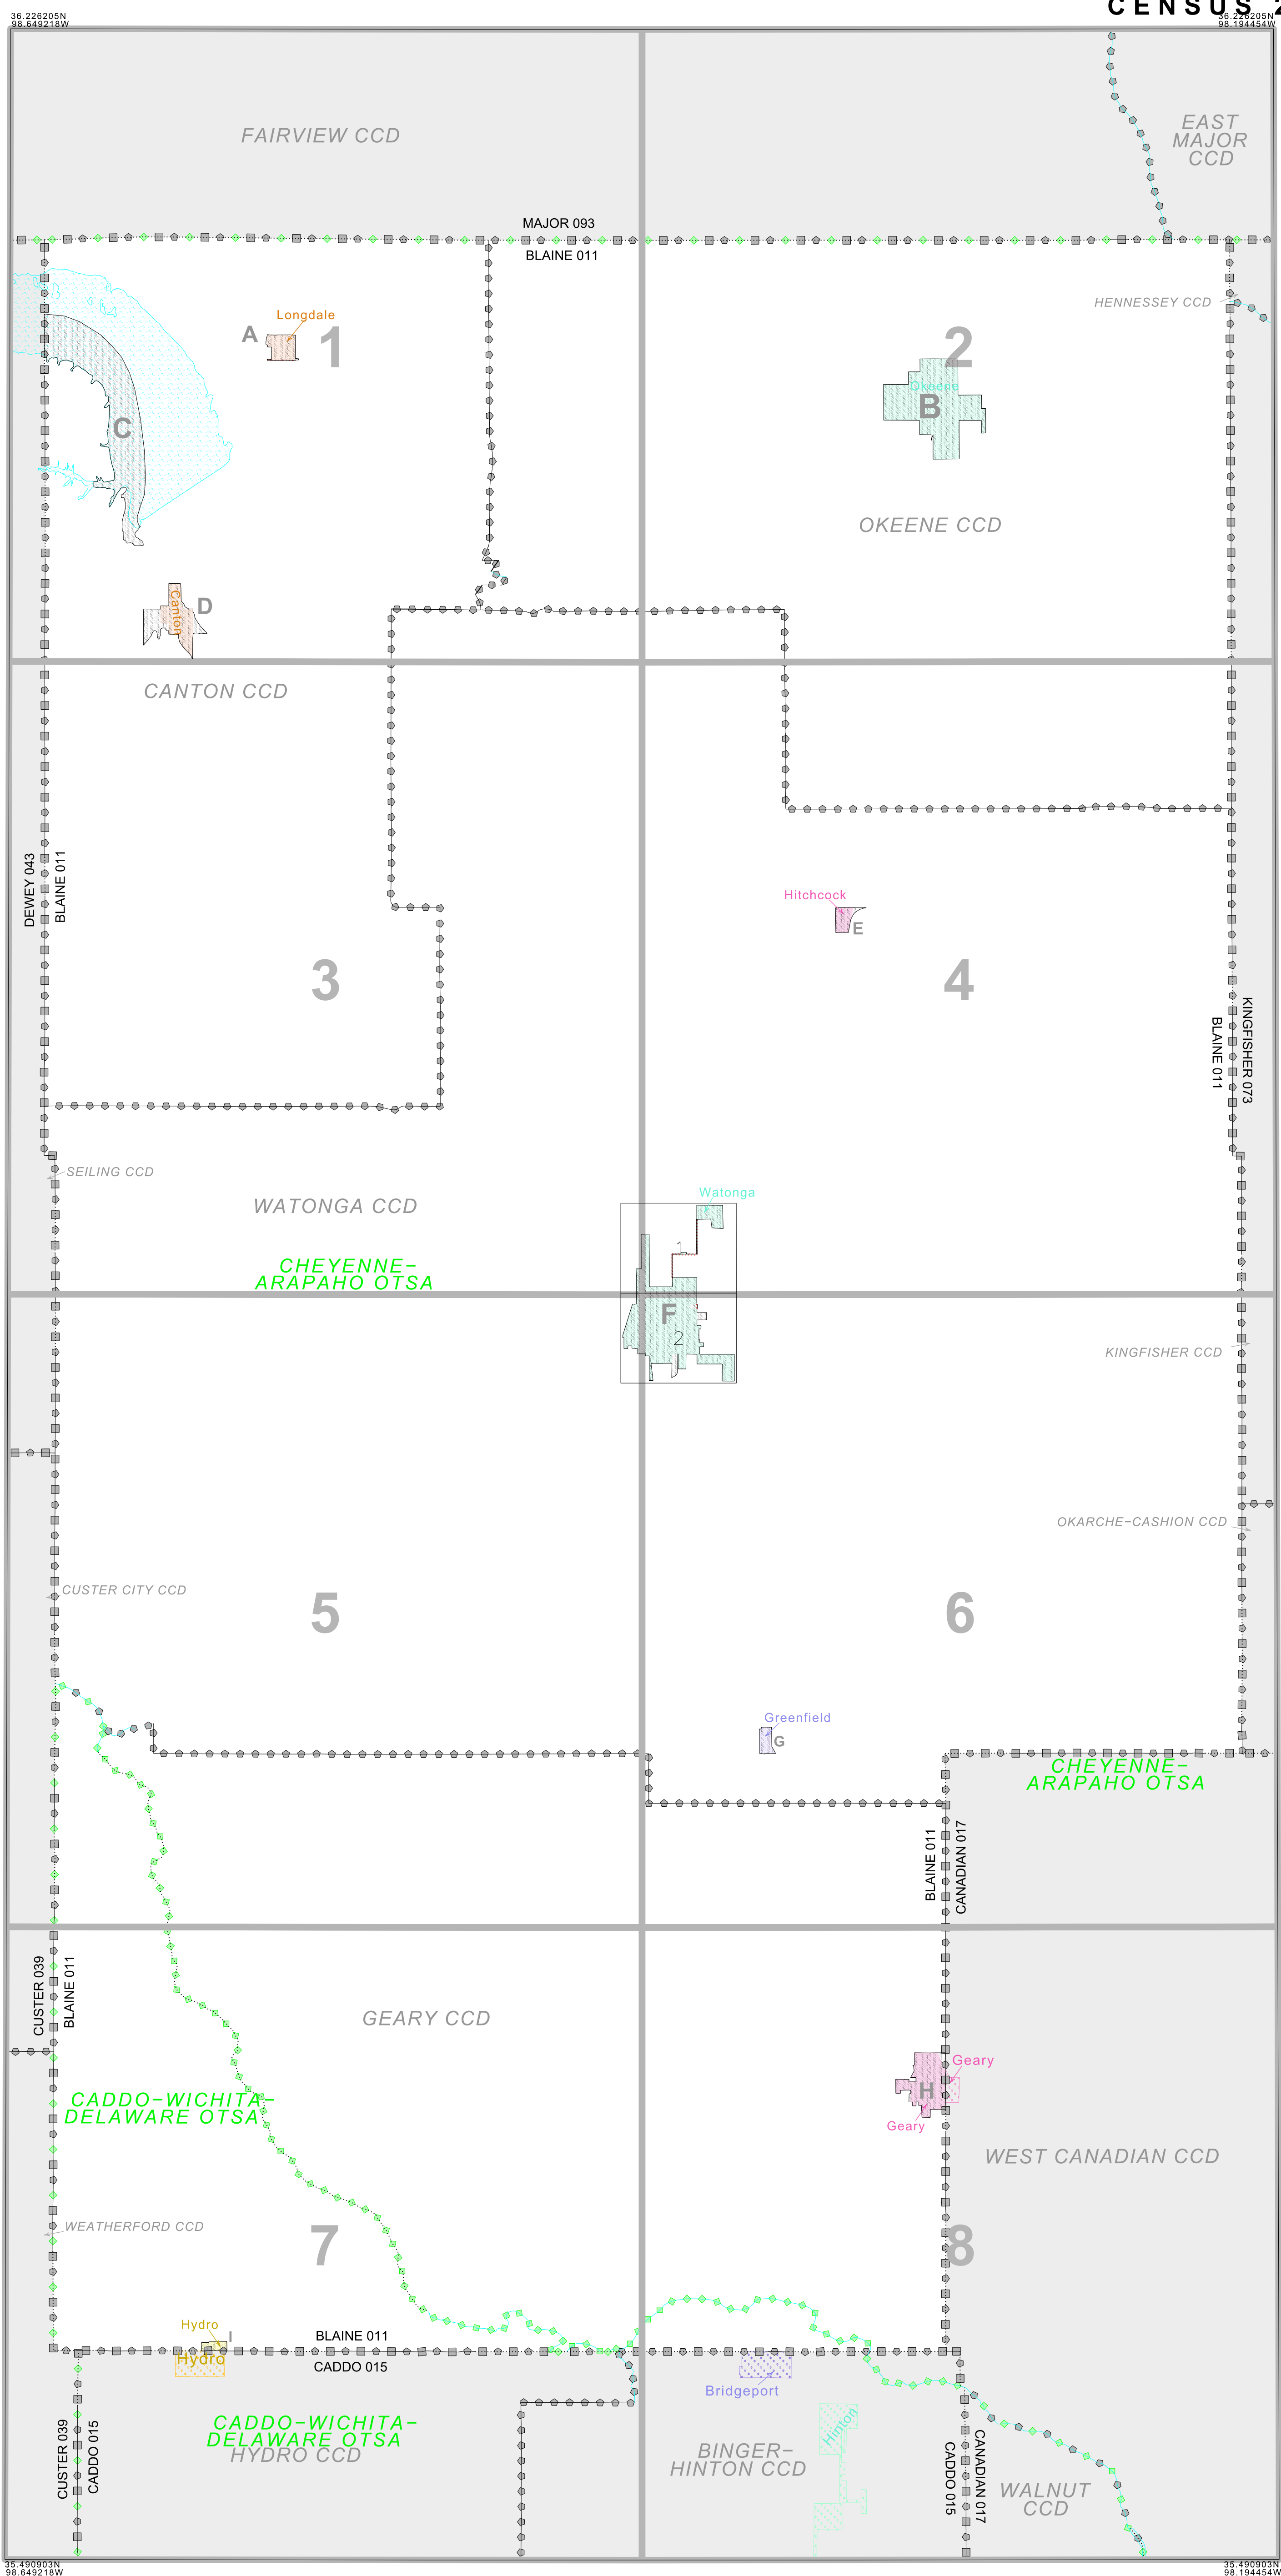 CENSUS 2
36.226205N
98.649218W
36.226205N
98.194454W
FAIRVIEW CCD
EAST
MAJOR
CCD
MAJOR 093
BLAINE 011
HENNESSEY CCD
Longdale
A
1
2
Okeene
B
C
OKEENE CCD
Canton
D
CANTON CCD
DEWEY 043
BLAINE 011
Hitchcock
E
3
4
BLAINE 011
KINGFISHER 073
SEILING CCD
WATONGA CCD
Watonga
1
CHEYENNE-
ARAPAHO OTSA
F
2
KINGFISHER CCD
OKARCHE-CASHION CCD
CUSTER CITY CCD
5
6
Greenfield
G
CHEYENNE-
ARAPAHO OTSA
BLAINE 011
CANADIAN 017
CUSTER 039
BLAINE 011
GEARY CCD
Geary
H
Geary
CADDO-WICHITA-
DELAWARE OTSA
WEST CANADIAN CCD
WEATHERFORD CCD
7
8
Hydro
I
BLAINE 011
Hydro
CADDO 015
Bridgeport
Hinton
CADDO-WICHITA-
DELAWARE OTSA
HYDRO CCD
BINGER-
HINTON CCD
CUSTER 039
CADDO 015
CADDO 015
CANADIAN 017
WALNUT
CCD
35.490903N
98.649218W
35.490903N
98.194454W